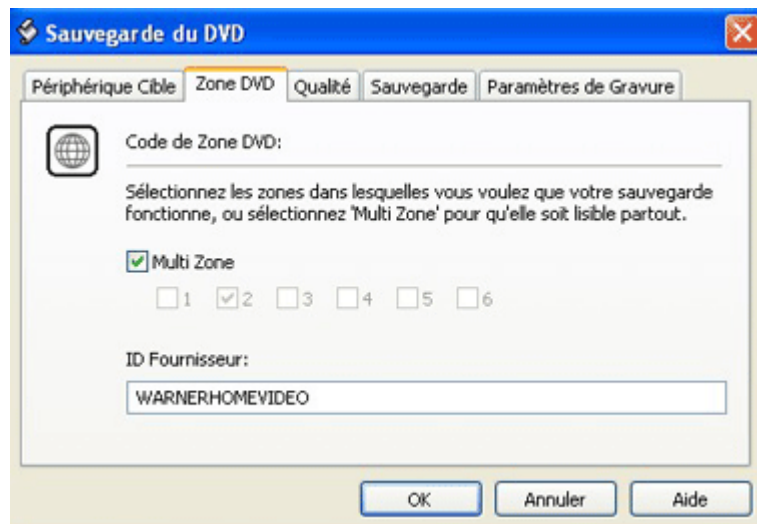 Sauvegarde du DVD
Périphérique Cible Zone DVD Qualité Sauvegarde Paramètres de Gravure
Code de Zone DVD:
Sélectionnez les zones dans lesquelles vous voulez que votre sauvegarde
fonctionne, ou sélectionnez 'Multi Zone' pour qu'elle soit lisible partout.
Multi Zone
1 2 3 4 5 6
ID Fournisseur:
WARNERHOMEVIDEO
OK Annuler Aide